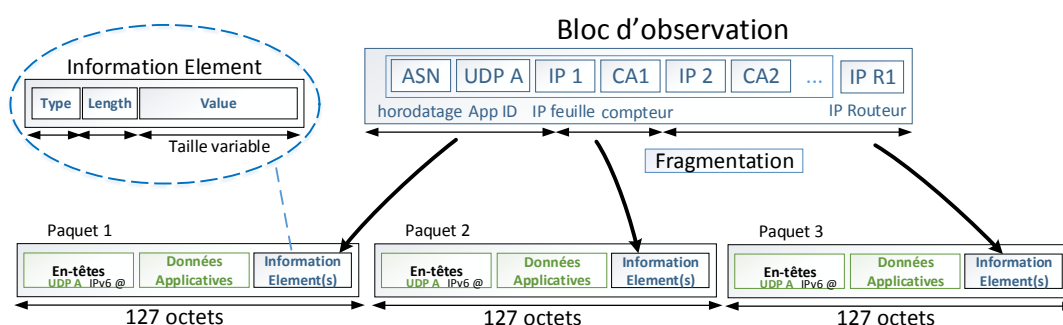 Bloc d’observation
Information Element
ASN UDP A IP 1 CA1 IP 2 CA2 ... IP R1
Type Length Value
horodatage App ID IP feuille compteur IP Routeur
Taille variable
Fragmentation
Paquet 1
Paquet 2
Paquet 3
En-têtes
UDP A IPv6 @
Données
Applicatives
Information
Element(s)
En-têtes
UDP A IPv6 @
Données
Applicatives
Information
Element(s)
En-têtes
UDP A IPv6 @
Données
Applicatives
Information
Element(s)
127 octets
127 octets
127 octets